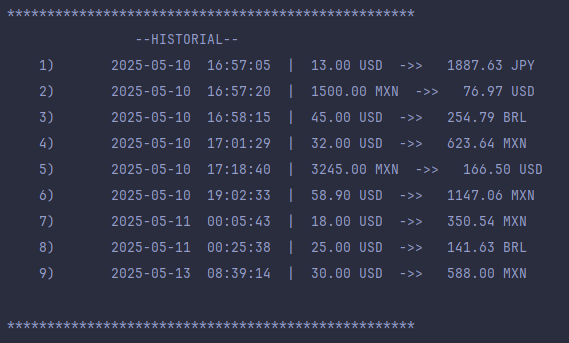 ***************************************************
--HISTORIAL--
1) 2025-05-10 16:57:05 | 13.00 USD ->> 1887.63 JPY
2) 2025-05-10 16:57:20 | 1500.00 MXN ->> 76.97 USD
3) 2025-05-10 16:58:15 | 45.00 USD ->> 254.79 BRL
4) 2025-05-10 17:01:29 | 32.00 USD ->> 623.64 MXN
5) 2025-05-10 17:18:40 | 3245.00 MXN ->> 166.50 USD
6) 2025-05-10 19:02:33 | 58.90 USD ->> 1147.06 MXN
7) 2025-05-11 00:05:43 | 18.00 USD ->> 350.54 MXN
8) 2025-05-11 00:25:38 | 25.00 USD ->> 141.63 BRL
9) 2025-05-13 08:39:14 | 30.00 USD ->> 588.00 MXN
***************************************************